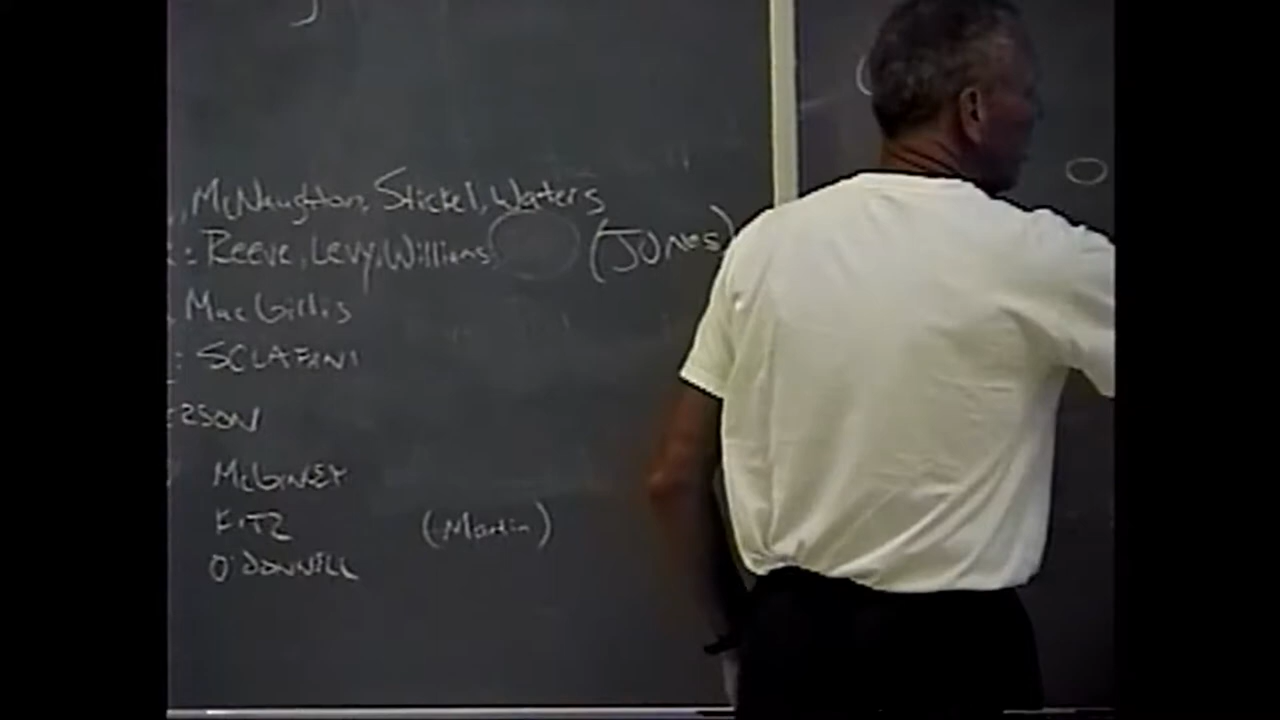 McNaughton, Stickel, Waters
: Reeve, Levy, Williams (JONES)
MacGillis
: SCLAFANI
ERSON
McGINLEY
FITZ (Martin)
O'DONNELL